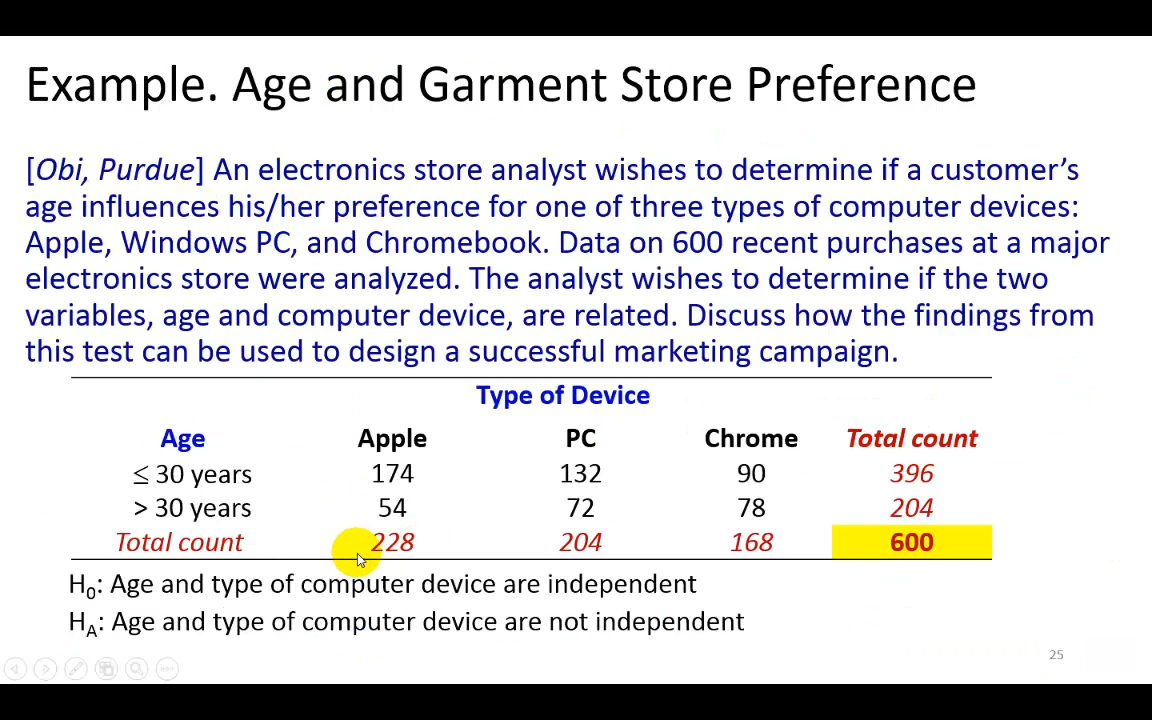 Example. Age and Garment Store Preference
[Obi, Purdue] An electronics store analyst wishes to determine if a customer’s
age influences his/her preference for one of three types of computer devices:
Apple, Windows PC, and Chromebook. Data on 600 recent purchases at a major
electronics store were analyzed. The analyst wishes to determine if the two
variables, age and computer device, are related. Discuss how the findings from
this test can be used to design a successful marketing campaign.
Type of Device
Age Apple PC Chrome Total count
≤ 30 years 174 132 90 396
> 30 years 54 72 78 204
Total count 228 204 168 600
H₀: Age and type of computer device are independent
Hᴀ: Age and type of computer device are not independent
25